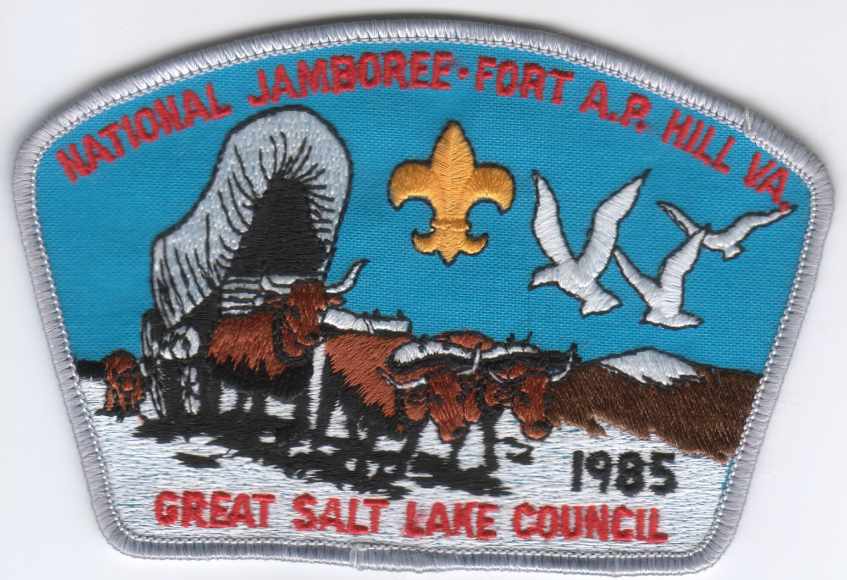 NATIONAL JAMBOREE·FORT A.P. HILL VA.
1985
GREAT SALT LAKE COUNCIL